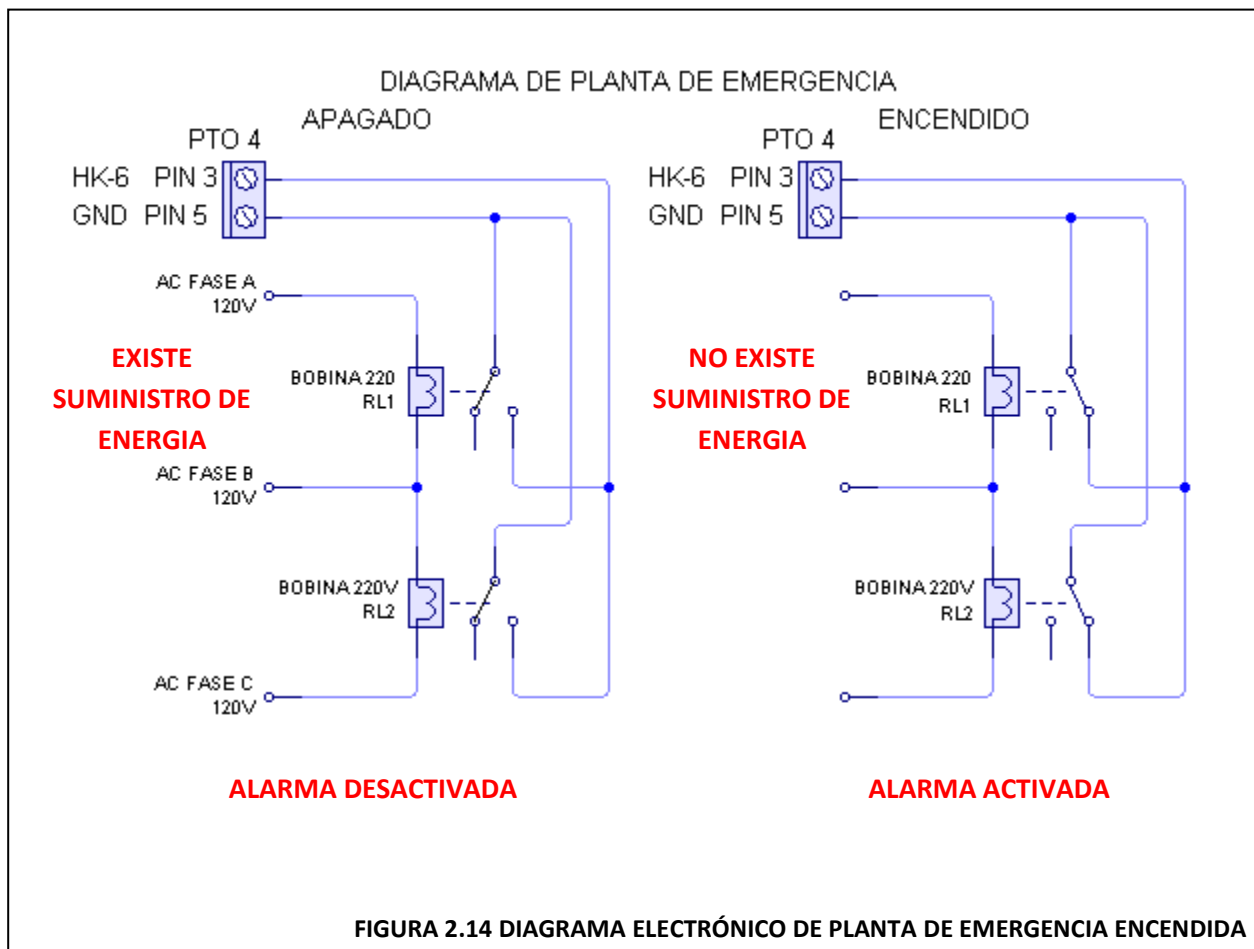 DIAGRAMA DE PLANTA DE EMERGENCIA
APAGADO
PTO 4
HK-6 PIN 3
GND PIN 5
AC FASE A
120V
EXISTE
SUMINISTRO DE
ENERGIA
BOBINA 220
RL1
AC FASE B
120V
BOBINA 220V
RL2
AC FASE C
120V
ALARMA DESACTIVADA
ENCENDIDO
PTO 4
HK-6 PIN 3
GND PIN 5
NO EXISTE
SUMINISTRO DE
ENERGIA
BOBINA 220
RL1
BOBINA 220V
RL2
ALARMA ACTIVADA
FIGURA 2.14 DIAGRAMA ELECTRÓNICO DE PLANTA DE EMERGENCIA ENCENDIDA